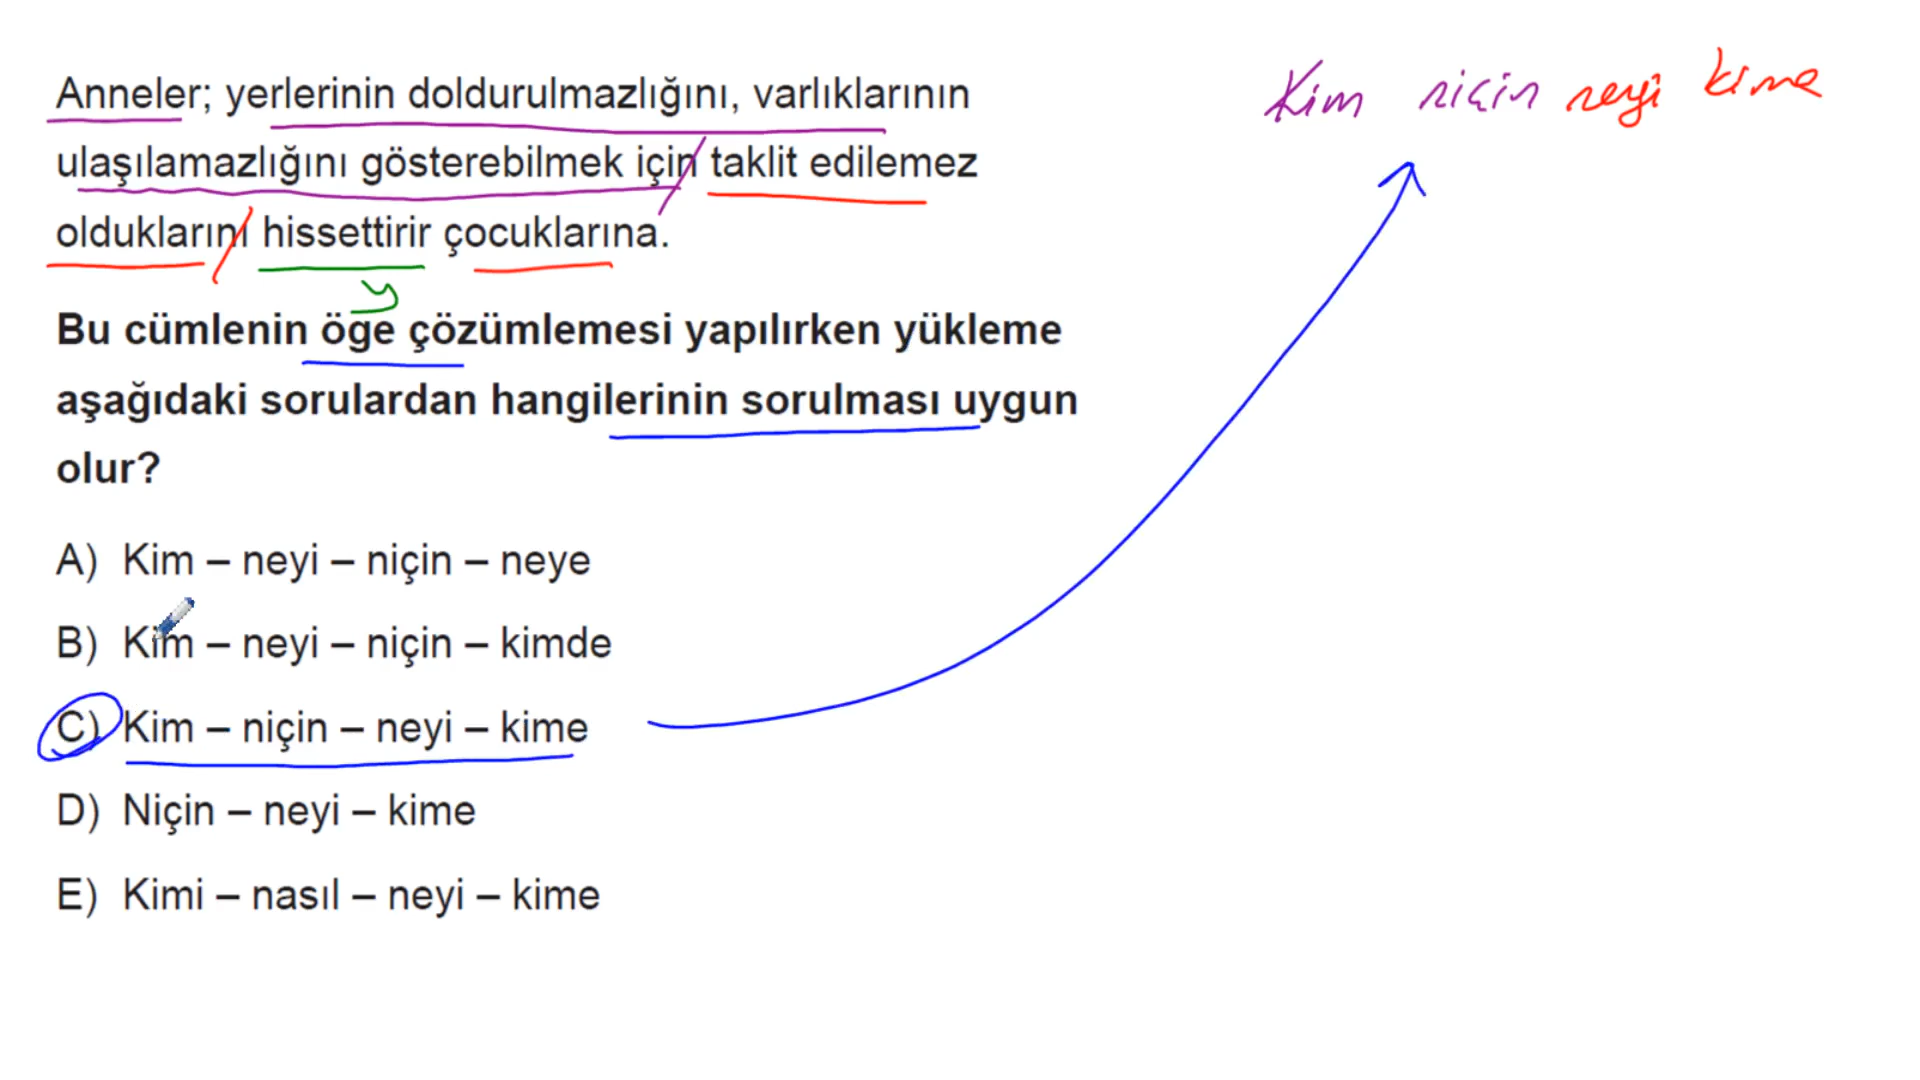 Anneler; yerlerinin doldurulmazlığını, varlıklarının
ulaşılamazlığını gösterebilmek için taklit edilemez
olduklarını hissettirir çocuklarına.
y
Bu cümlenin öge çözümlemesi yapılırken yükleme
aşağıdaki sorulardan hangilerinin sorulması uygun
olur?
A) Kim – neyi – niçin – neye
B) Kim – neyi – niçin – kimde
C) Kim – niçin – neyi – kime
D) Niçin – neyi – kime
E) Kimi – nasıl – neyi – kime
Kim niçin neyi kime